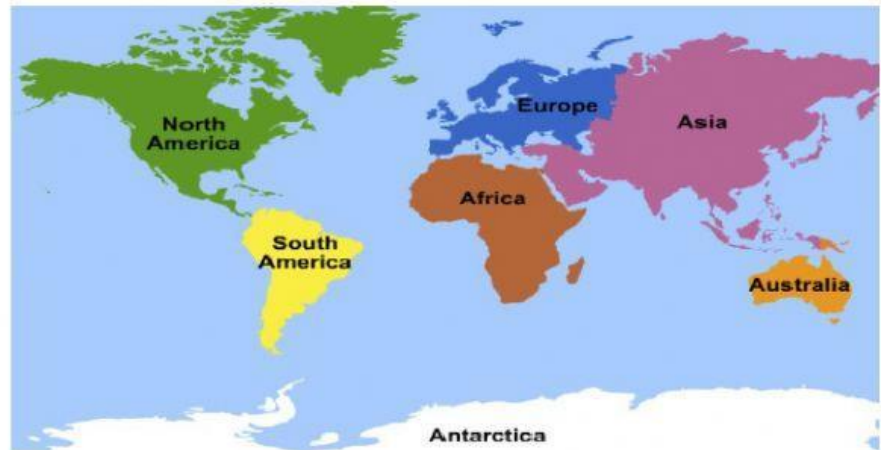 North
America
Europe
Asia
Africa
South
America
Australia
Antarctica